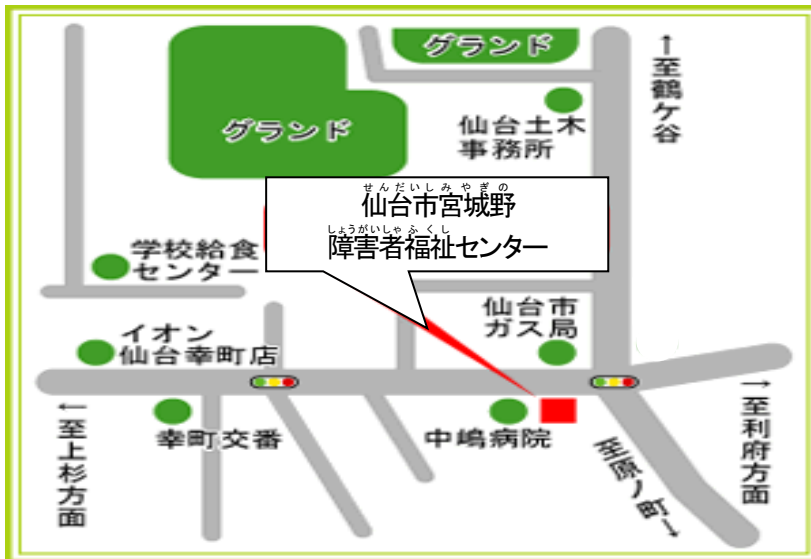 グランド
グランド
↑至鶴ケ谷
仙台土木
事務所
せんだいしみやぎの
仙台市宮城野
しょうがいしゃふくし
障害者福祉センター
学校給食
センター
仙台市
ガス局
イオン
仙台幸町店
←至上杉方面
幸町交番
中嶋病院
至原ノ町→
→至利府方面